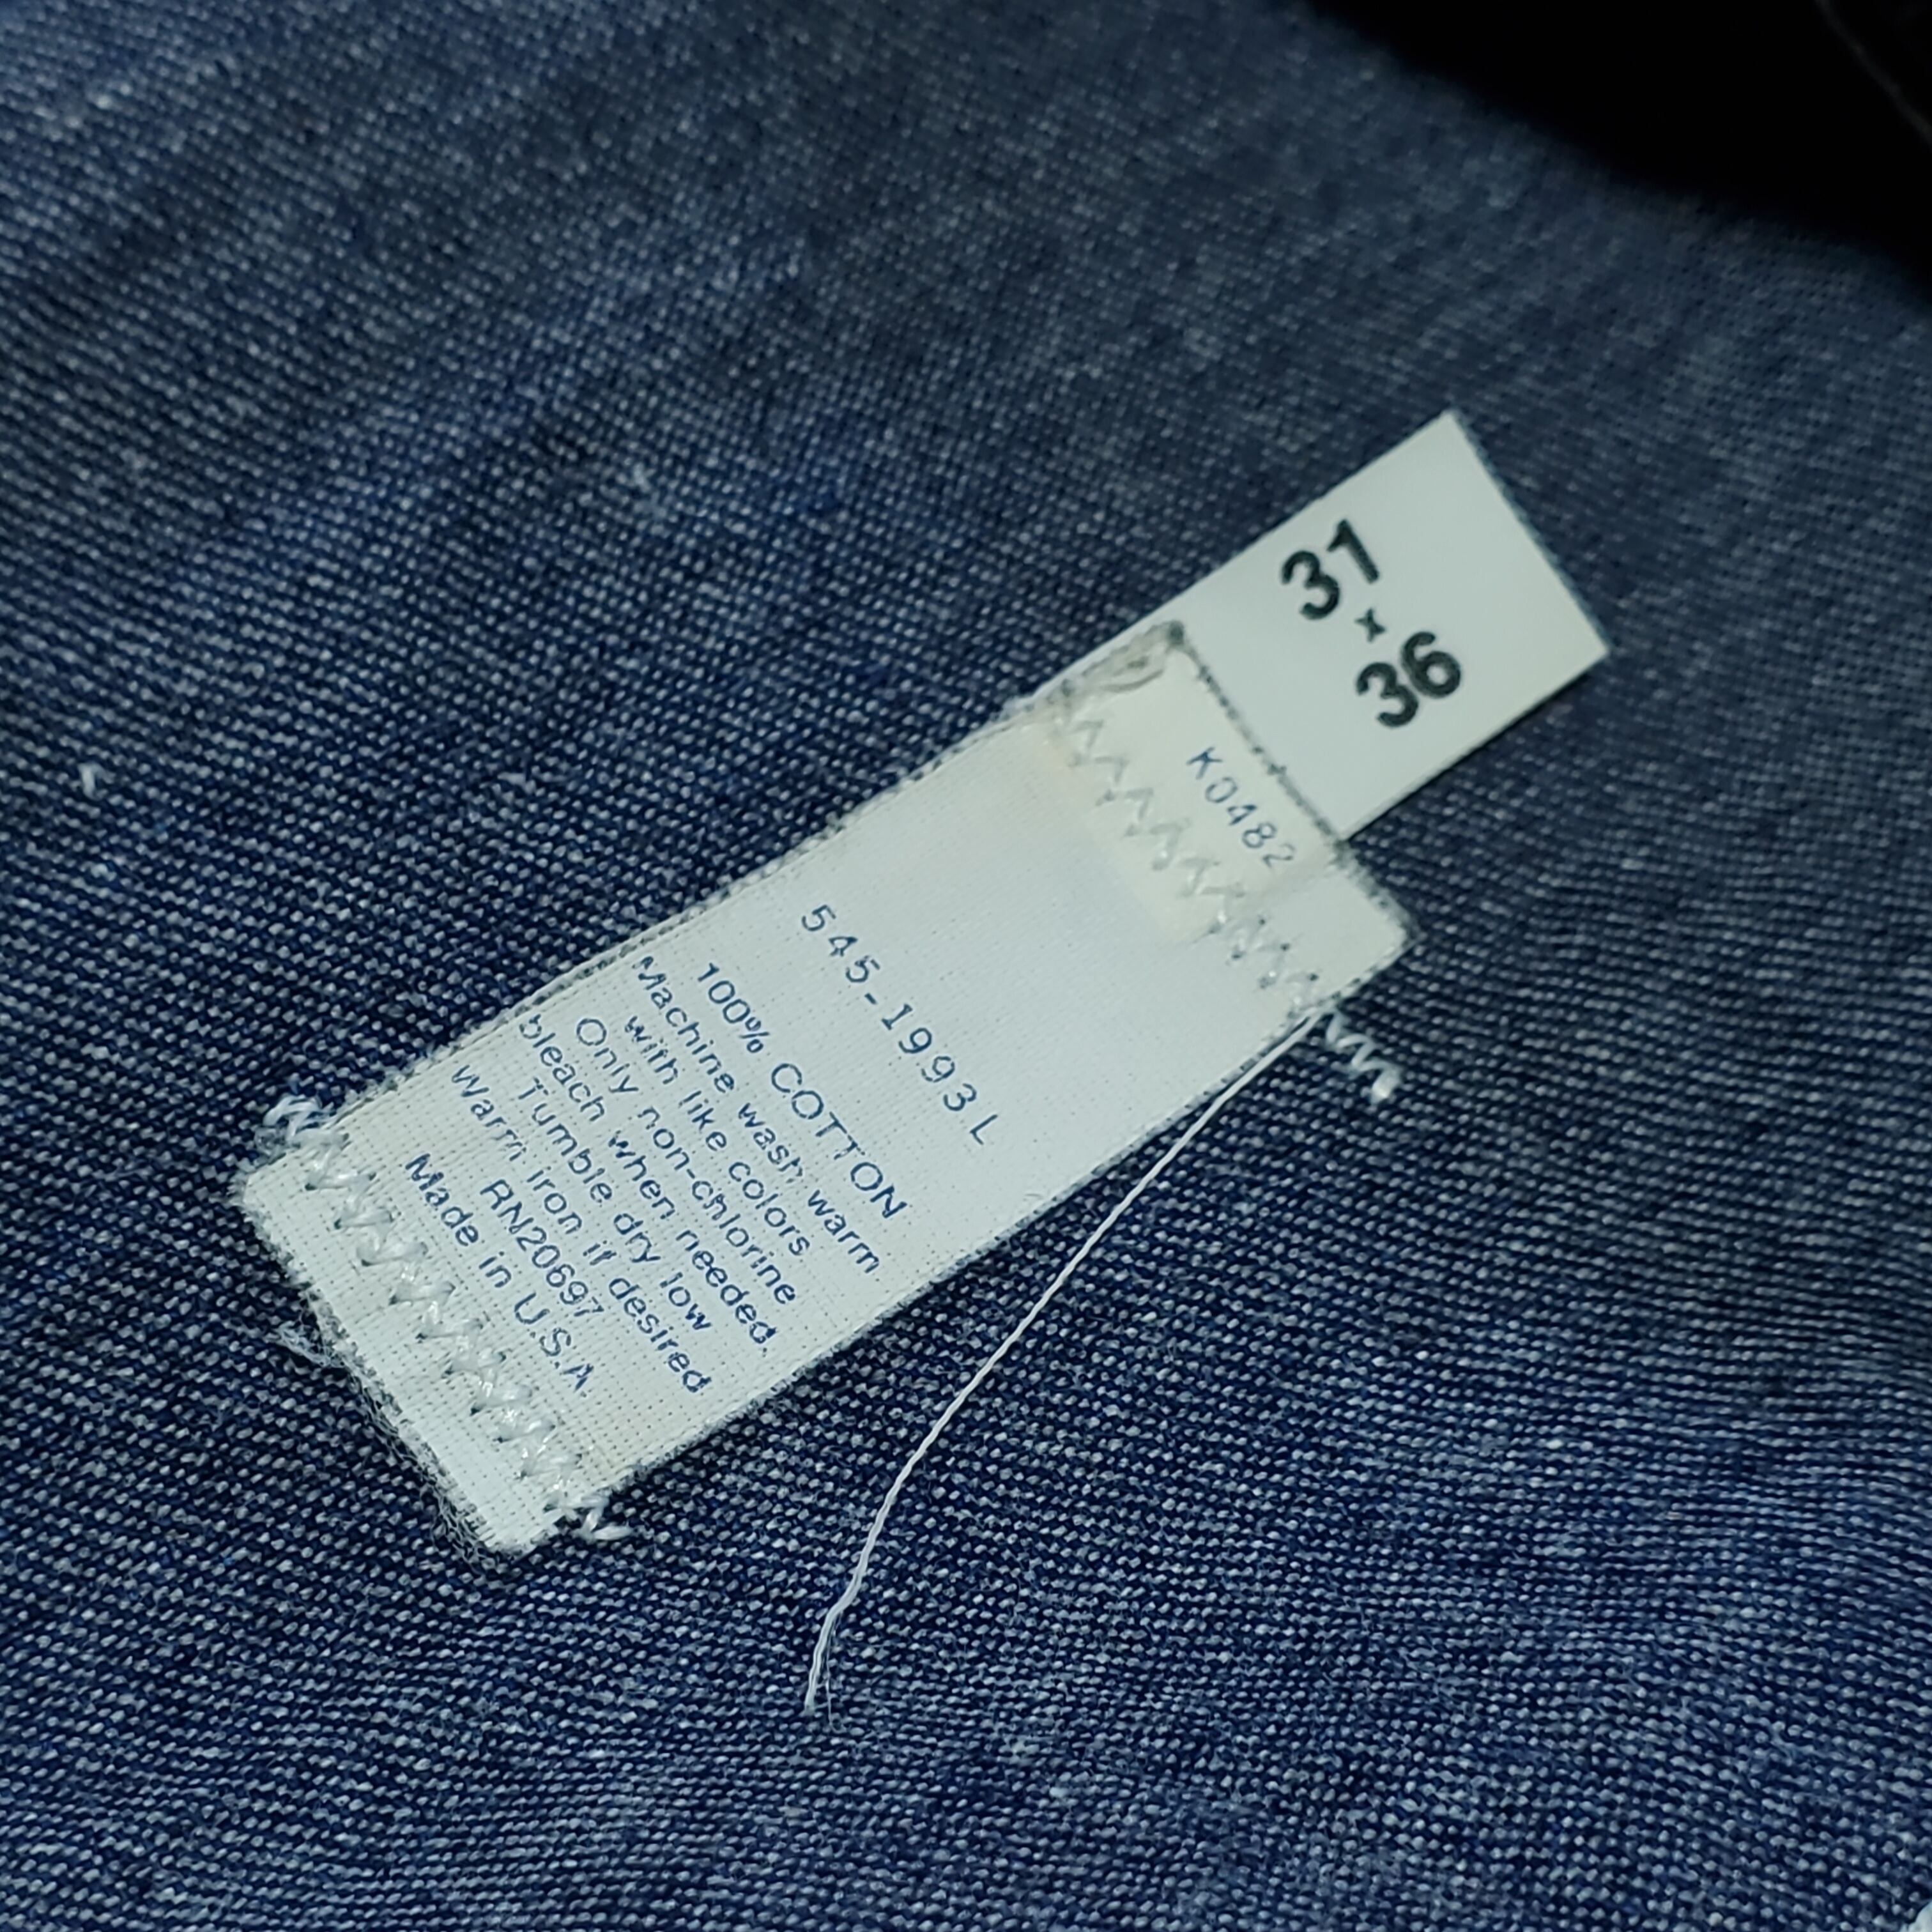 31
×
36
K0482
545-1993 L
100% COTTON
Machine wash warm
with like colors.
Only non-chlorine
bleach when needed.
Tumble dry low
Warm iron if desired
RN20697
Made in U.S.A.